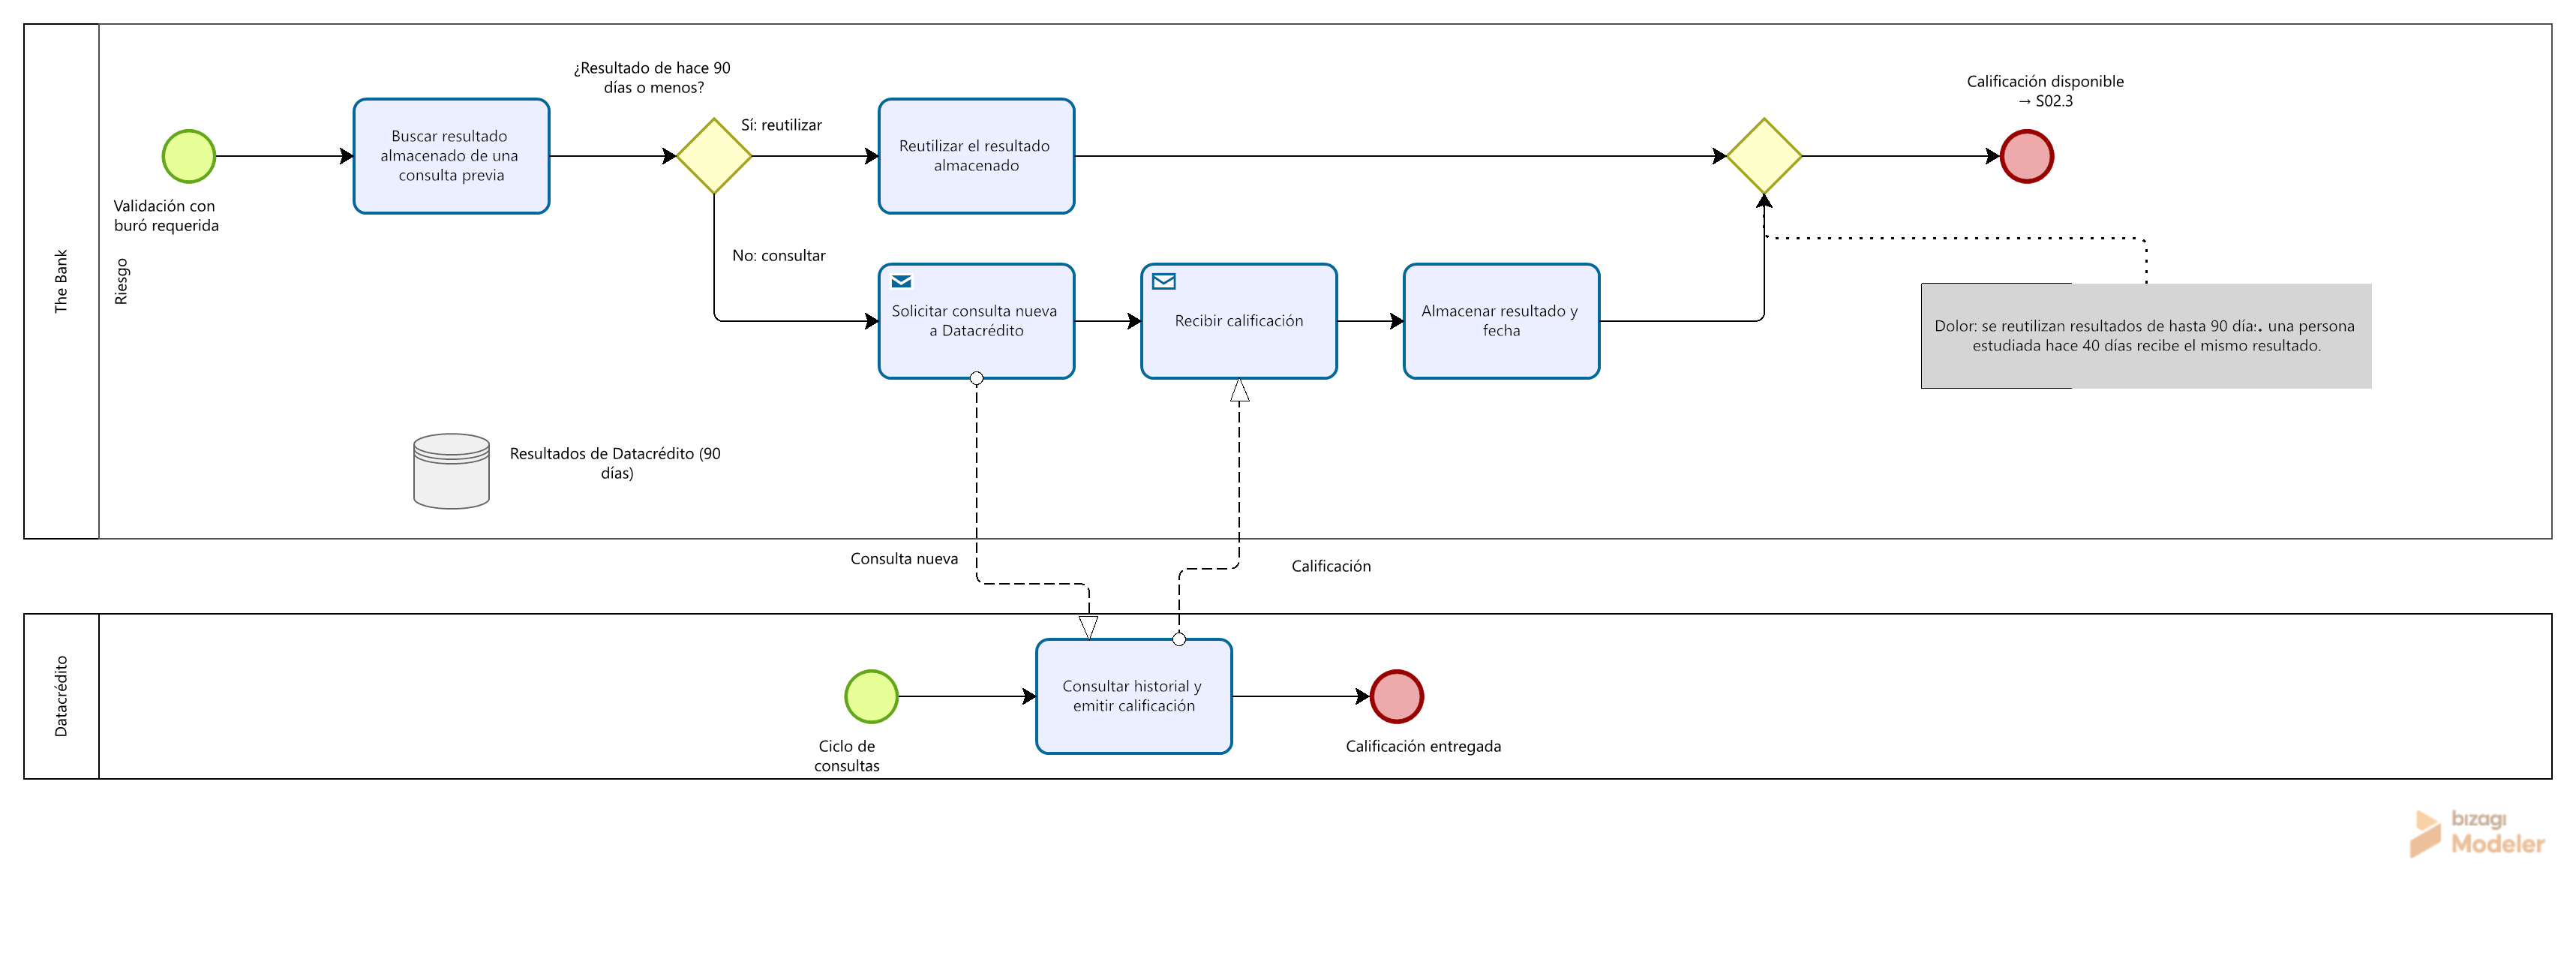 The Bank
Riesgo
Validación con
buró requerida
Buscar resultado
almacenado de una
consulta previa
¿Resultado de hace 90
días o menos?
Sí: reutilizar
No: consultar
Reutilizar el resultado
almacenado
Solicitar consulta nueva
a Datacrédito
Recibir calificación
Almacenar resultado y
fecha
Calificación disponible
→ S02.3
Dolor: se reutilizan resultados de hasta 90 una persona
estudiada hace 40 días recibe el mismo resultado.
Resultados de Datacrédito (90
días)
Consulta nueva
Calificación
Datacrédito
Ciclo de
consultas
Consultar historial y
emitir calificación
Calificación entregada
bizagi
Modeler